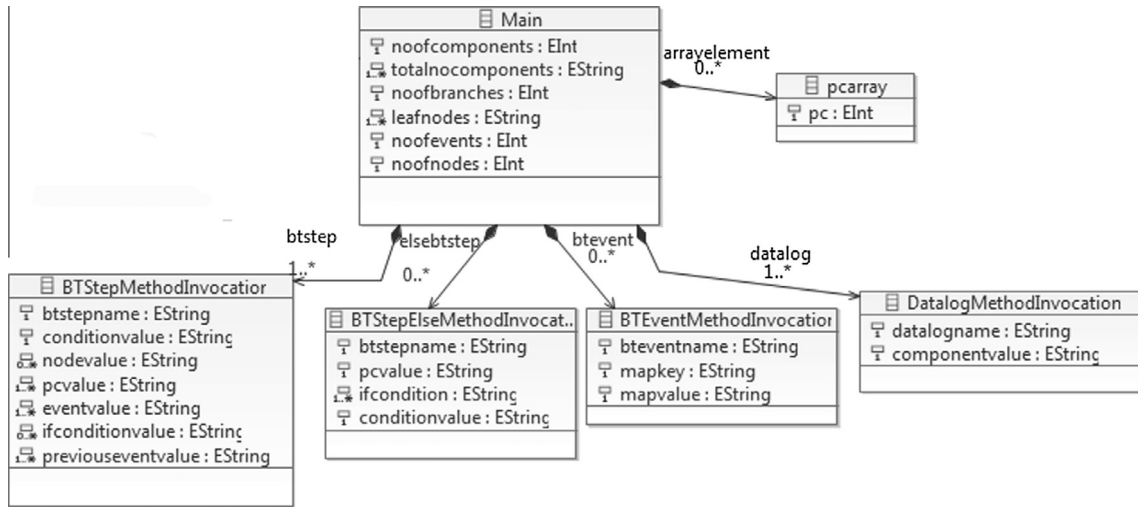 Main
noofcomponents : EInt
totalnocomponents : EString
noofbranches : EInt
leafnodes : EString
noofevents : EInt
noofnodes : EInt
arrayelement
0..*
pcarray
pc : EInt
btstep
1..*
elsebtstep
0..*
btevent
0..*
datalog
1..*
BTStepMethodInvocatior
btstepname : EString
conditionvalue : EString
nodevalue : EString
pcvalue : EString
eventvalue : EString
ifconditionvalue : EString
previouseventvalue : EString
BTStepElseMethodInvocat..
btstepname : EString
pcvalue : EString
ifcondition : EString
conditionvalue : EString
BTEventMethodInvocatior
bteventname : EString
mapkey : EString
mapvalue : EString
DatalogMethodInvocation
datalogname : EString
componentvalue : EString